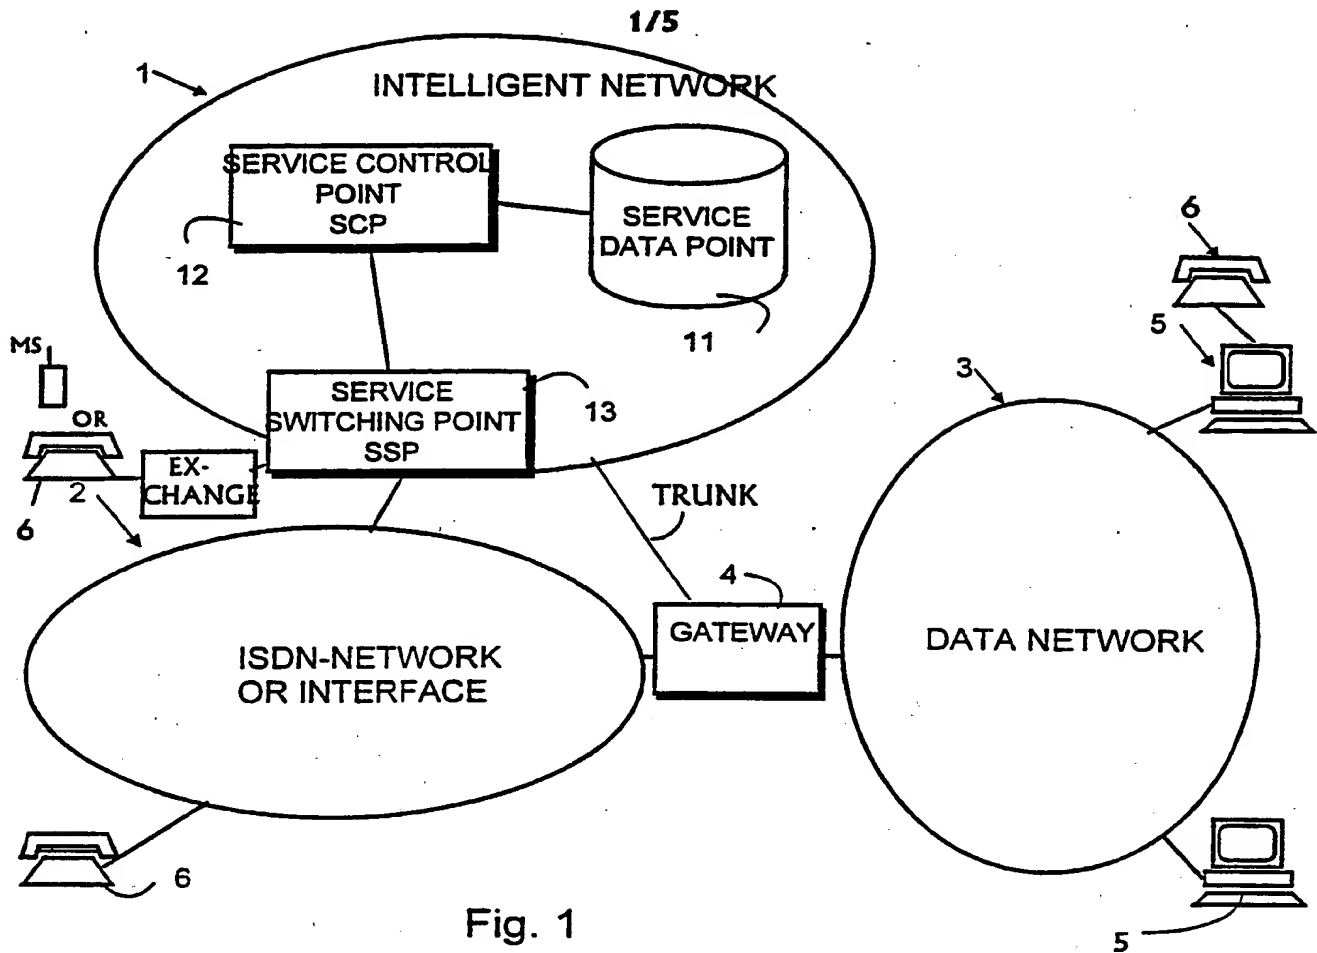 1/5
1
INTELLIGENT NETWORK
SERVICE CONTROL
POINT
SCP
12
SERVICE
DATA POINT
11
6
5
MS
OR
SERVICE
SWITCHING POINT
SSP
13
3
EX-
CHANGE
2
6
TRUNK
4
GATEWAY
DATA NETWORK
ISDN-NETWORK
OR INTERFACE
6
5
Fig. 1